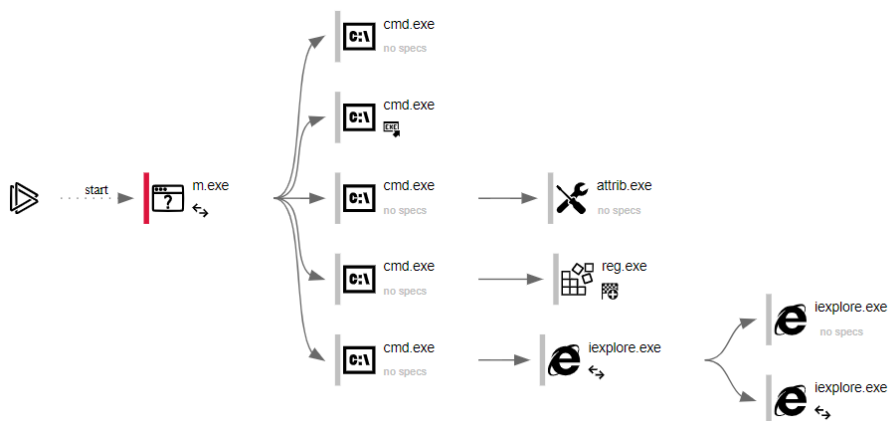 cmd.exe
no specs
cmd.exe
EXE
start
m.exe
?
cmd.exe
no specs
attrib.exe
no specs
cmd.exe
no specs
reg.exe
cmd.exe
no specs
iexplore.exe
iexplore.exe
no specs
iexplore.exe
C:\
C:\
C:\
C:\
C:\